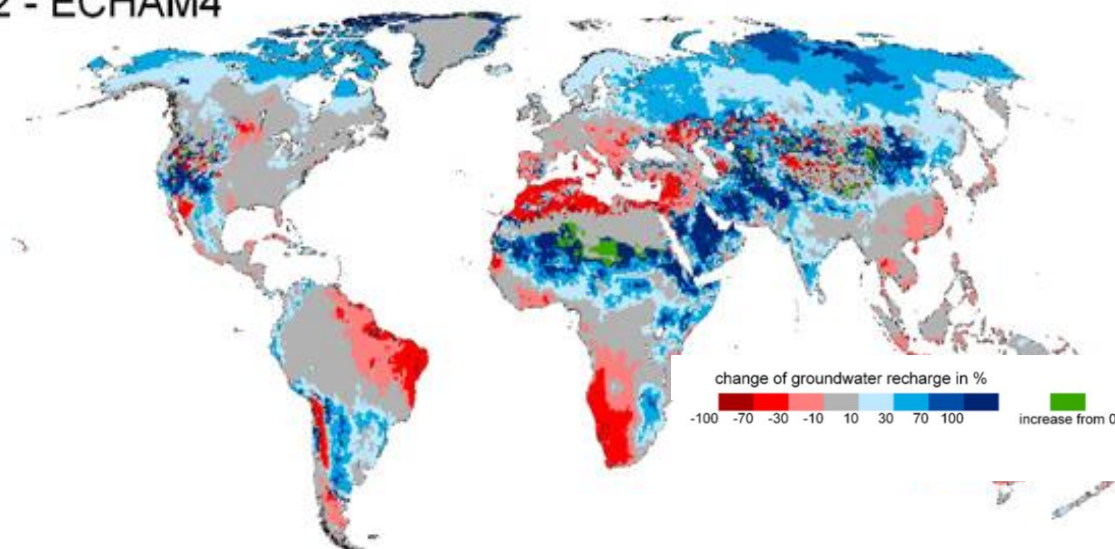 2 - ECHAM4
change of groundwater recharge in %
-100 -70 -30 -10 10 30 70 100
increase from 0